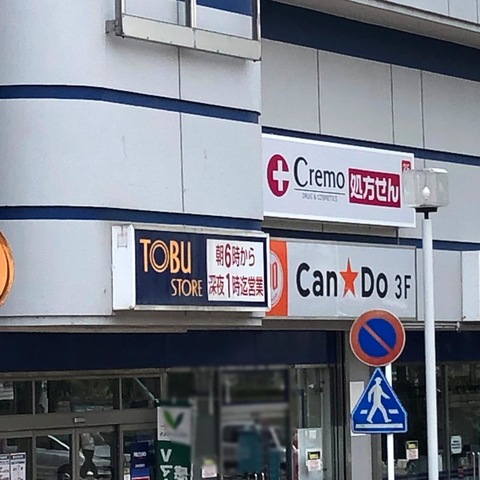 Cremo
DRUG & COSMETICS
処方せん
TOBU
STORE
朝6時から
深夜1時迄営業
Can★Do 3F
V
マ